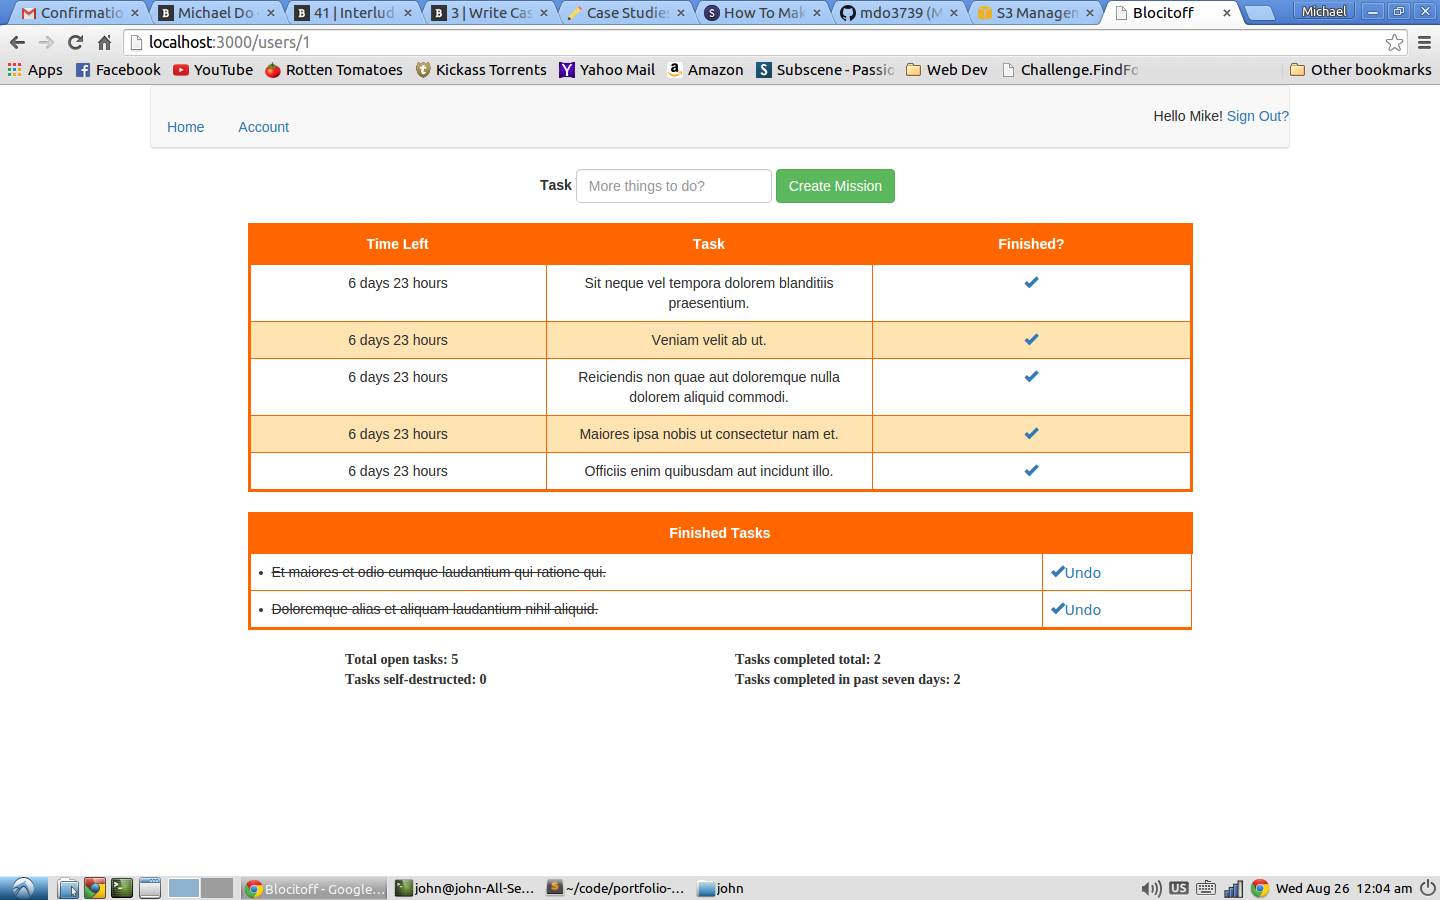 Confirmatio
Michael Do
41 | Interlud
3 | Write Cas
Case Studie
How To Mak
mdo3739 (M
S3 Managem
Blocitoff
Michael
localhost:3000/users/1
Apps
Facebook
YouTube
Rotten Tomatoes
Kickass Torrents
Yahoo Mail
Amazon
Subscene - Passio
Web Dev
Challenge.FindFo
Other bookmarks
Home
Account
Hello Mike! Sign Out?
Task More things to do? Create Mission
Time Left Task Finished?
6 days 23 hours Sit neque vel tempora dolorem blanditiis
praesentium.
6 days 23 hours Veniam velit ab ut.
6 days 23 hours Reiciendis non quae aut doloremque nulla
dolorem aliquid commodi.
6 days 23 hours Maiores ipsa nobis ut consectetur nam et.
6 days 23 hours Officiis enim quibusdam aut incidunt illo.
Finished Tasks
• Et maiores et odio cumque laudantium qui ratione qui. Undo
• Doloremque alias et aliquam laudantium nihil aliquid. Undo
Total open tasks: 5 Tasks completed total: 2
Tasks self-destructed: 0 Tasks completed in past seven days: 2
Blocitoff - Google...
john@john-All-Se...
~/code/portfolio-...
john
US
Wed Aug 26 12:04 am